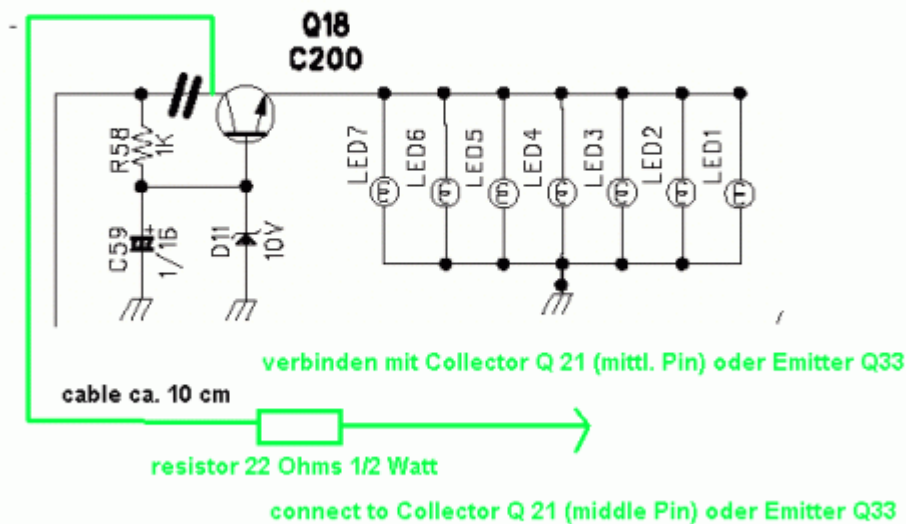 Q18
C200
R58
1K
C59
+
1/16
D11
10V
LED7
LED6
LED5
LED4
LED3
LED2
LED1
verbinden mit Collector Q 21 (mittl. Pin) oder Emitter Q33
cable ca. 10 cm
resistor 22 Ohms 1/2 Watt
connect to Collector Q 21 (middle Pin) oder Emitter Q33